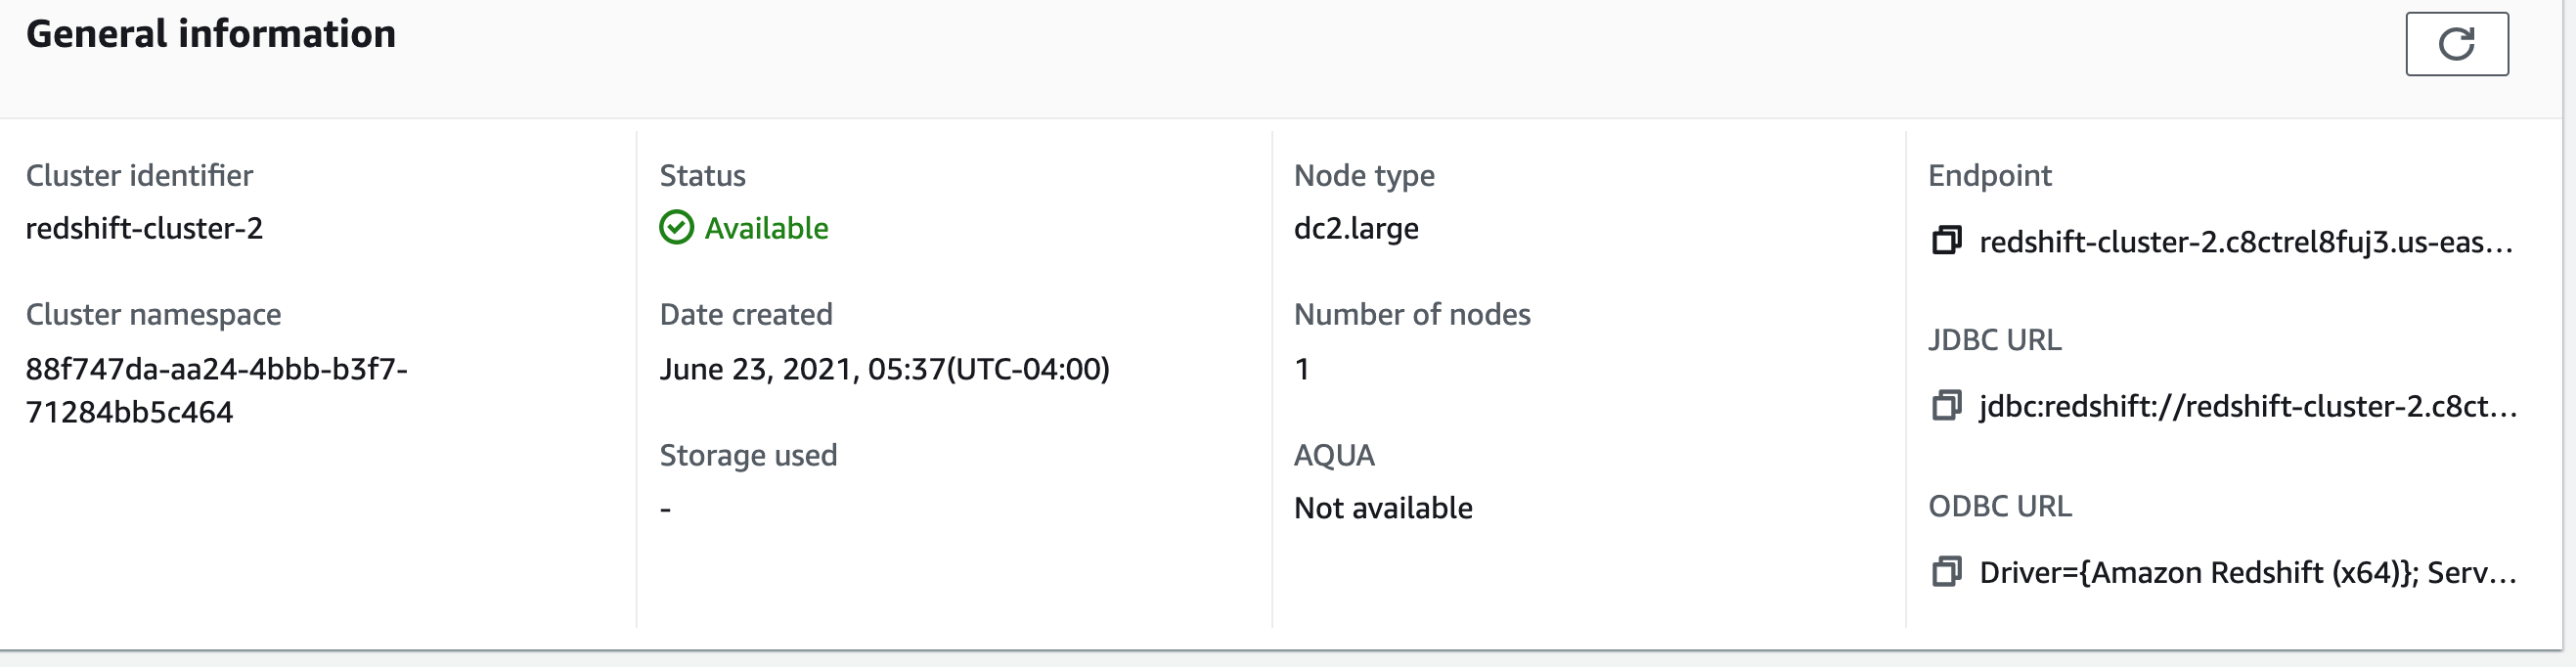 General information
Cluster identifier
redshift-cluster-2
Cluster namespace
88f747da-aa24-4bbb-b3f7-
71284bb5c464
Status
Available
Date created
June 23, 2021, 05:37(UTC-04:00)
Storage used
-
Node type
dc2.large
Number of nodes
1
AQUA
Not available
Endpoint
redshift-cluster-2.c8ctrel8fuj3.us-eas...
JDBC URL
jdbc:redshift://redshift-cluster-2.c8ct...
ODBC URL
Driver={Amazon Redshift (x64)}; Serv...